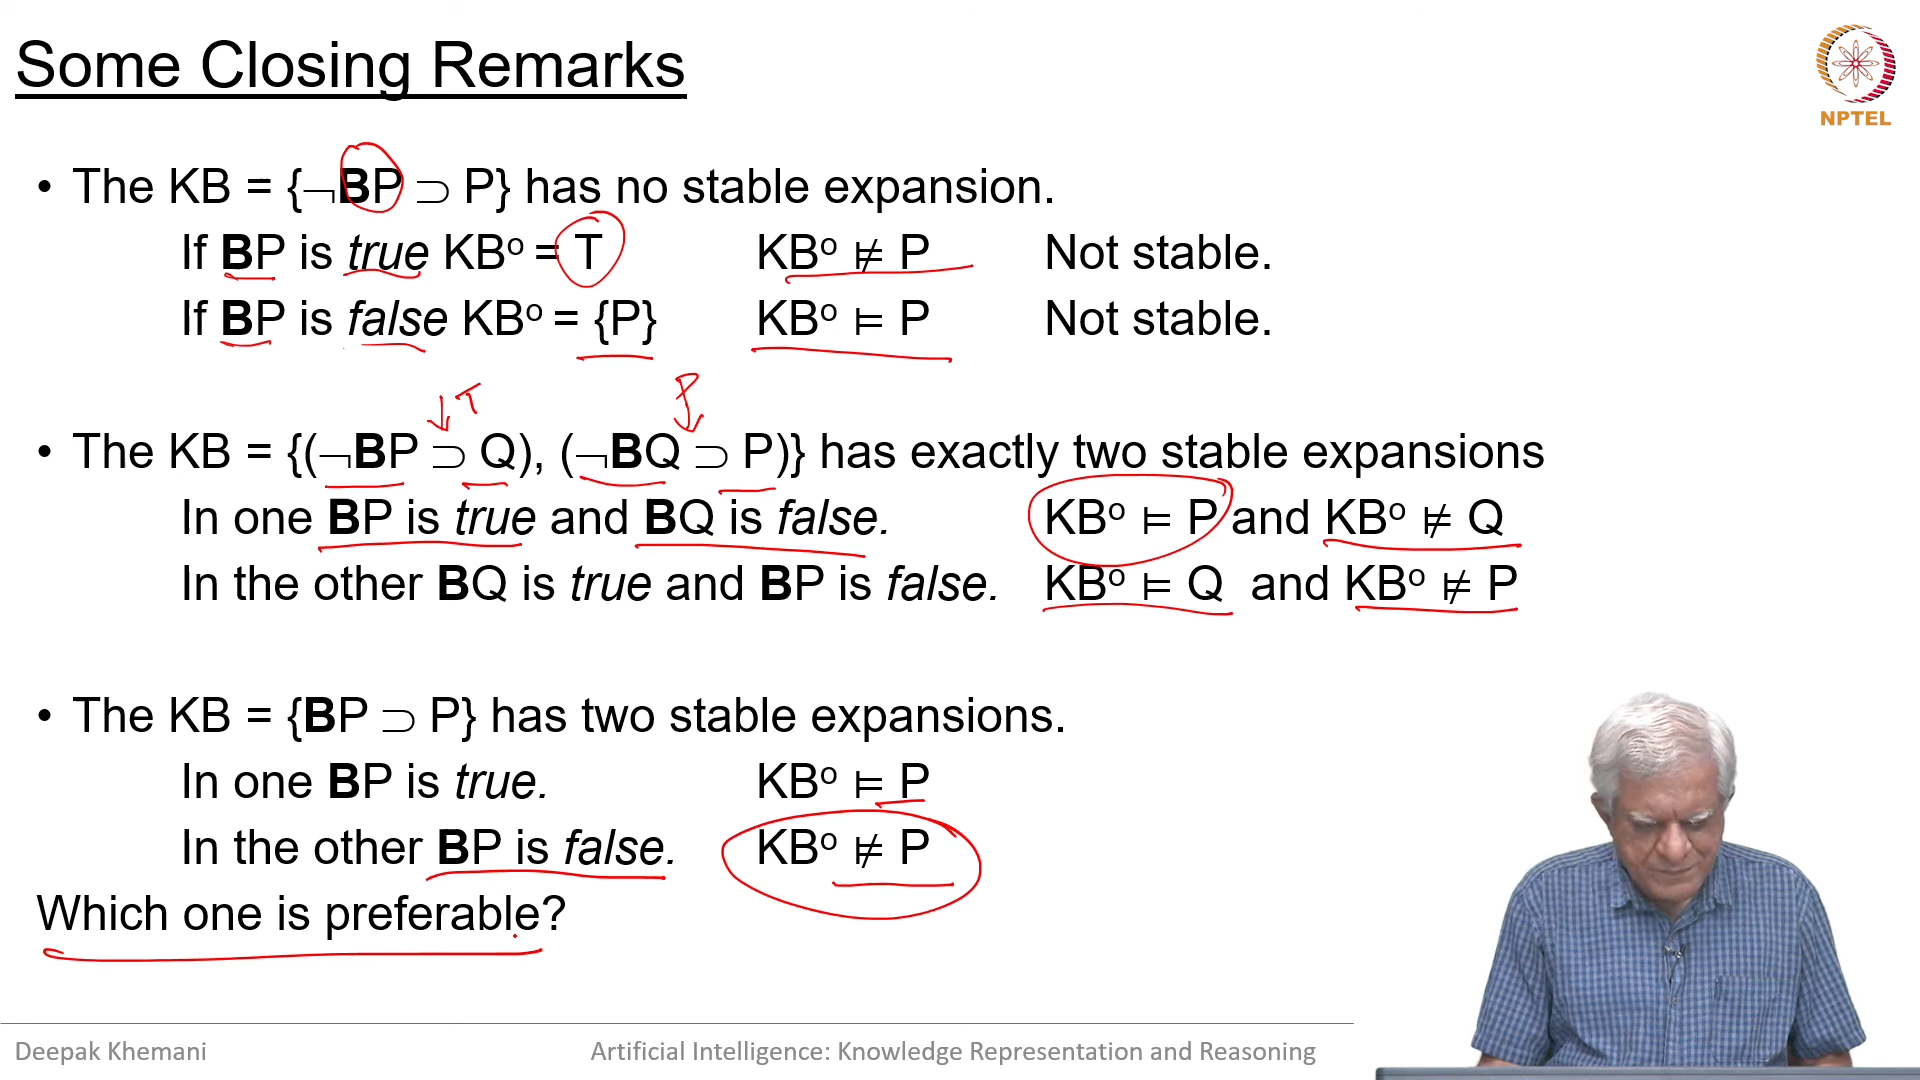 Some Closing Remarks
NPTEL
• The KB = {¬BP ⊃ P} has no stable expansion.
If BP is true KB° = T KB° ⊭ P Not stable.
If BP is false KB° = {P} KB° ⊨ P Not stable.
T P
• The KB = {(¬BP ⊃ Q), (¬BQ ⊃ P)} has exactly two stable expansions
In one BP is true and BQ is false. KB° ⊨ P and KB° ⊭ Q
In the other BQ is true and BP is false. KB° ⊨ Q and KB° ⊭ P
• The KB = {BP ⊃ P} has two stable expansions.
In one BP is true. KB° ⊨ P
In the other BP is false. KB° ⊭ P
Which one is preferable?
Deepak Khemani Artificial Intelligence: Knowledge Representation and Reasoning